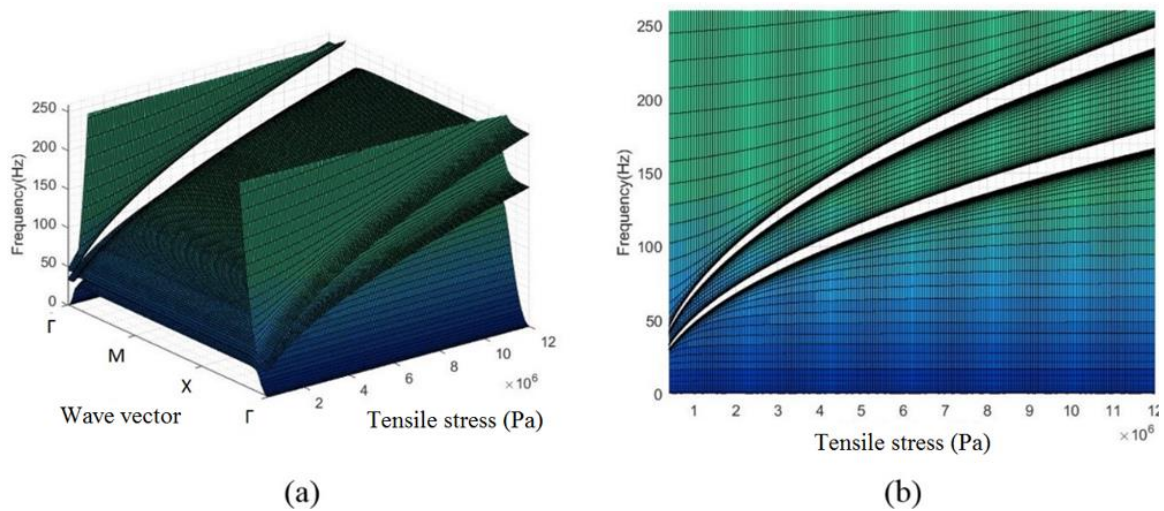 250
200
150
100
50
0
Frequency(Hz)
Γ
M
X
Γ
Wave vector
2
4
6
8
10
12
× 10⁶
Tensile stress (Pa)
(a)
250
200
150
100
50
0
Frequency(Hz)
1 2 3 4 5 6 7 8 9 10 11 12
× 10⁶
Tensile stress (Pa)
(b)